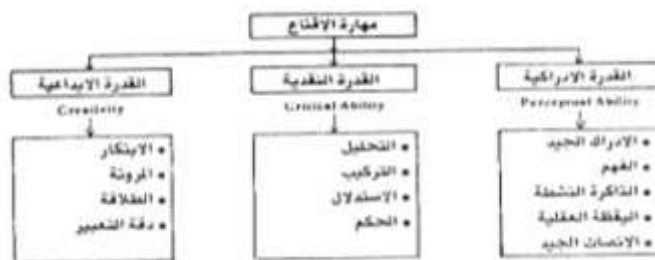 مهارة الإقناع
القدرة الادراكية
Perceptual Ability
• الادراك الجيد
• الفهم
• الذاكرة النشطة
• اليقظة العقلية
• الانصات الجيد
القدرة النقدية
Critical Ability
• التحليل
• التركيب
• الاستدلال
• الحكم
القدرة الابداعية
Creativity
• الابتكار
• المرونة
• الطلاقة
• دقة التعبير